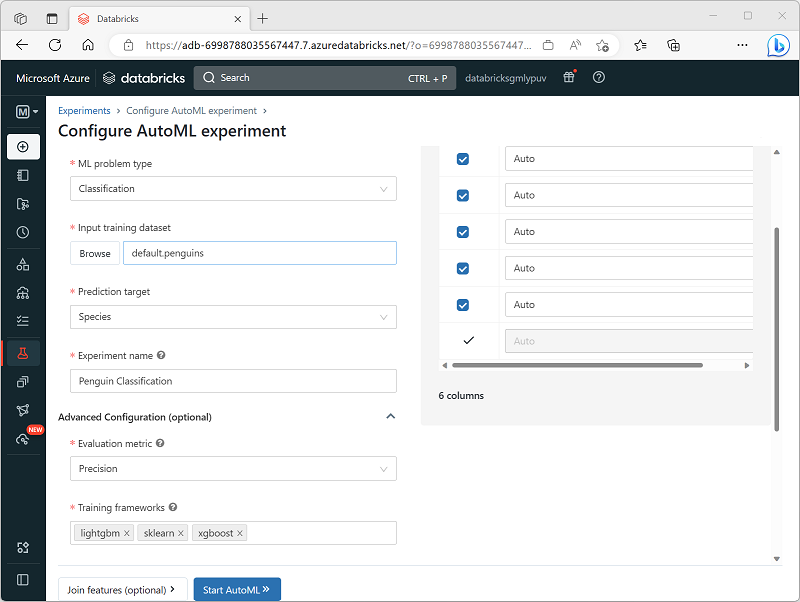 Databricks
https://adb-6998788035567447.7.azuredatabricks.net/?o=6998788035567447...
Microsoft Azure databricks Search CTRL + P databricksgmlypuv
M
Experiments > Configure AutoML experiment >
Configure AutoML experiment
* ML problem type
Classification
* Input training dataset
Browse default.penguins
* Prediction target
Species
* Experiment name
Penguin Classification
Advanced Configuration (optional)
* Evaluation metric
Precision
* Training frameworks
lightgbm × sklearn × xgboost ×
Auto
Auto
Auto
Auto
Auto
Auto
6 columns
NEW
Join features (optional) > Start AutoML »